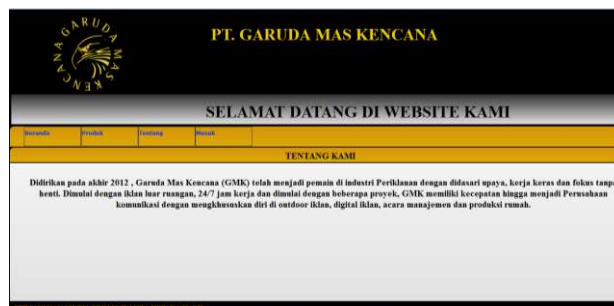 GARUDA MAS KENCANA
PT. GARUDA MAS KENCANA
SELAMAT DATANG DI WEBSITE KAMI
Beranda Produk Tentang Masuk
TENTANG KAMI
Didirikan pada akhir 2012 , Garuda Mas Kencana (GMK) telah menjadi pemain di industri Periklanan dengan didasari upaya, kerja keras dan fokus tanpa
henti. Dimulai dengan iklan luar ruangan, 24/7 jam kerja dan dimulai dengan beberapa proyek, GMK memiliki kecepatan hingga menjadi Perusahaan
komunikasi dengan mengkhususkan diri di outdoor iklan, digital iklan, acara manajemen dan produksi rumah.